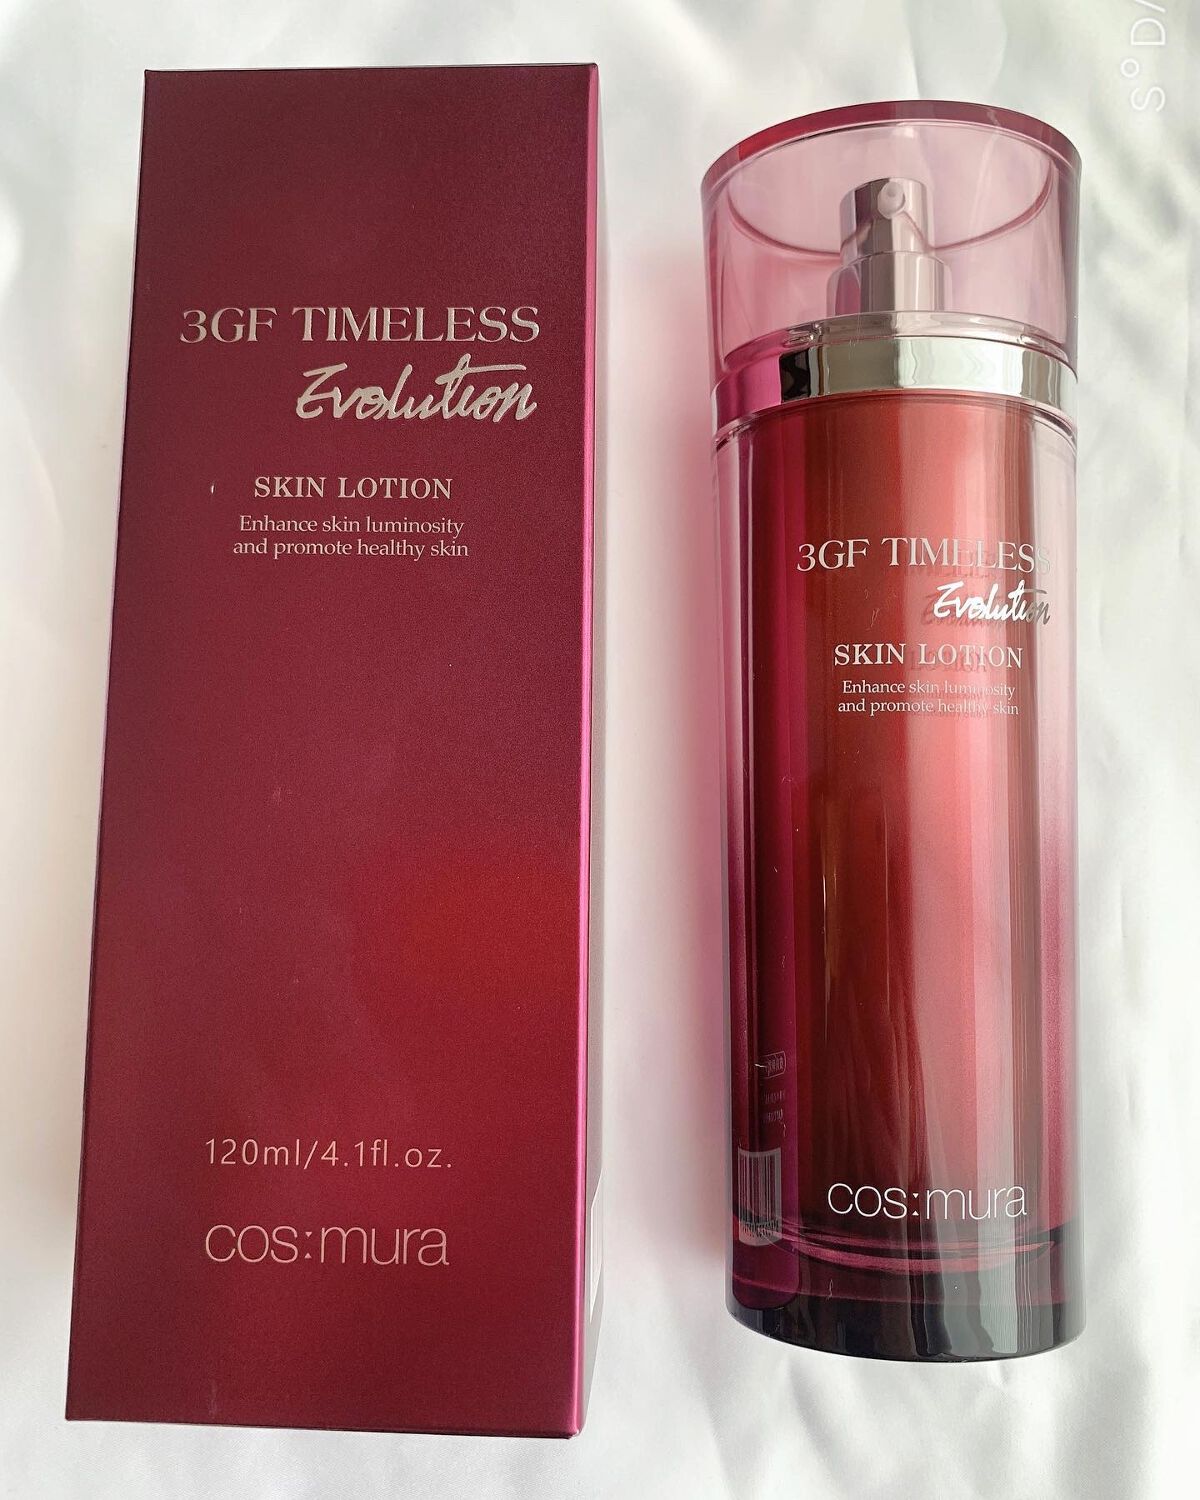 3GF TIMELESS
Evolution
SKIN LOTION
Enhance skin luminosity
and promote healthy skin
120ml/4.1fl.oz.
cos:mura
3GF TIMELESS
Evolution
SKIN LOTION
Enhance skin luminosity
and promote healthy skin
cos:mura